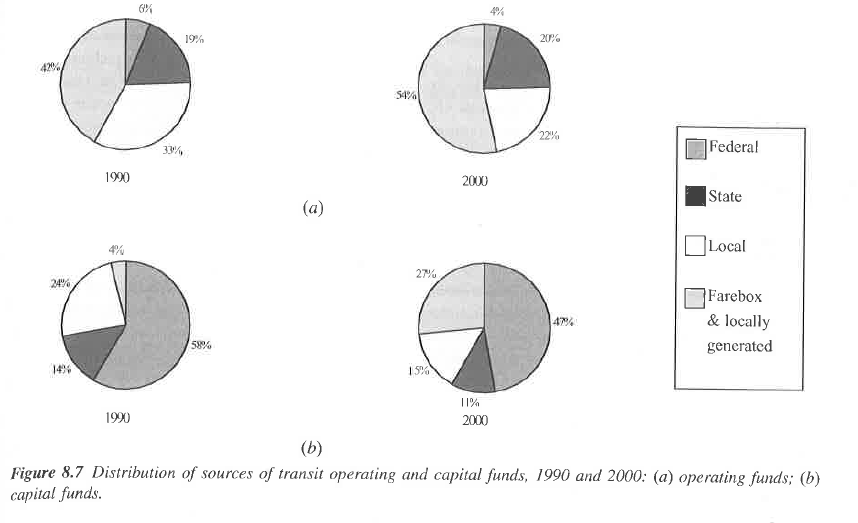 6%
19%
33%
42%
1990
4%
20%
22%
54%
2000
(a)
4%
24%
14%
58%
1990
27%
47%
15%
11%
2000
(b)
Federal
State
Local
Farebox
& locally
generated
Figure 8.7 Distribution of sources of transit operating and capital funds, 1990 and 2000: (a) operating funds; (b)
capital funds.